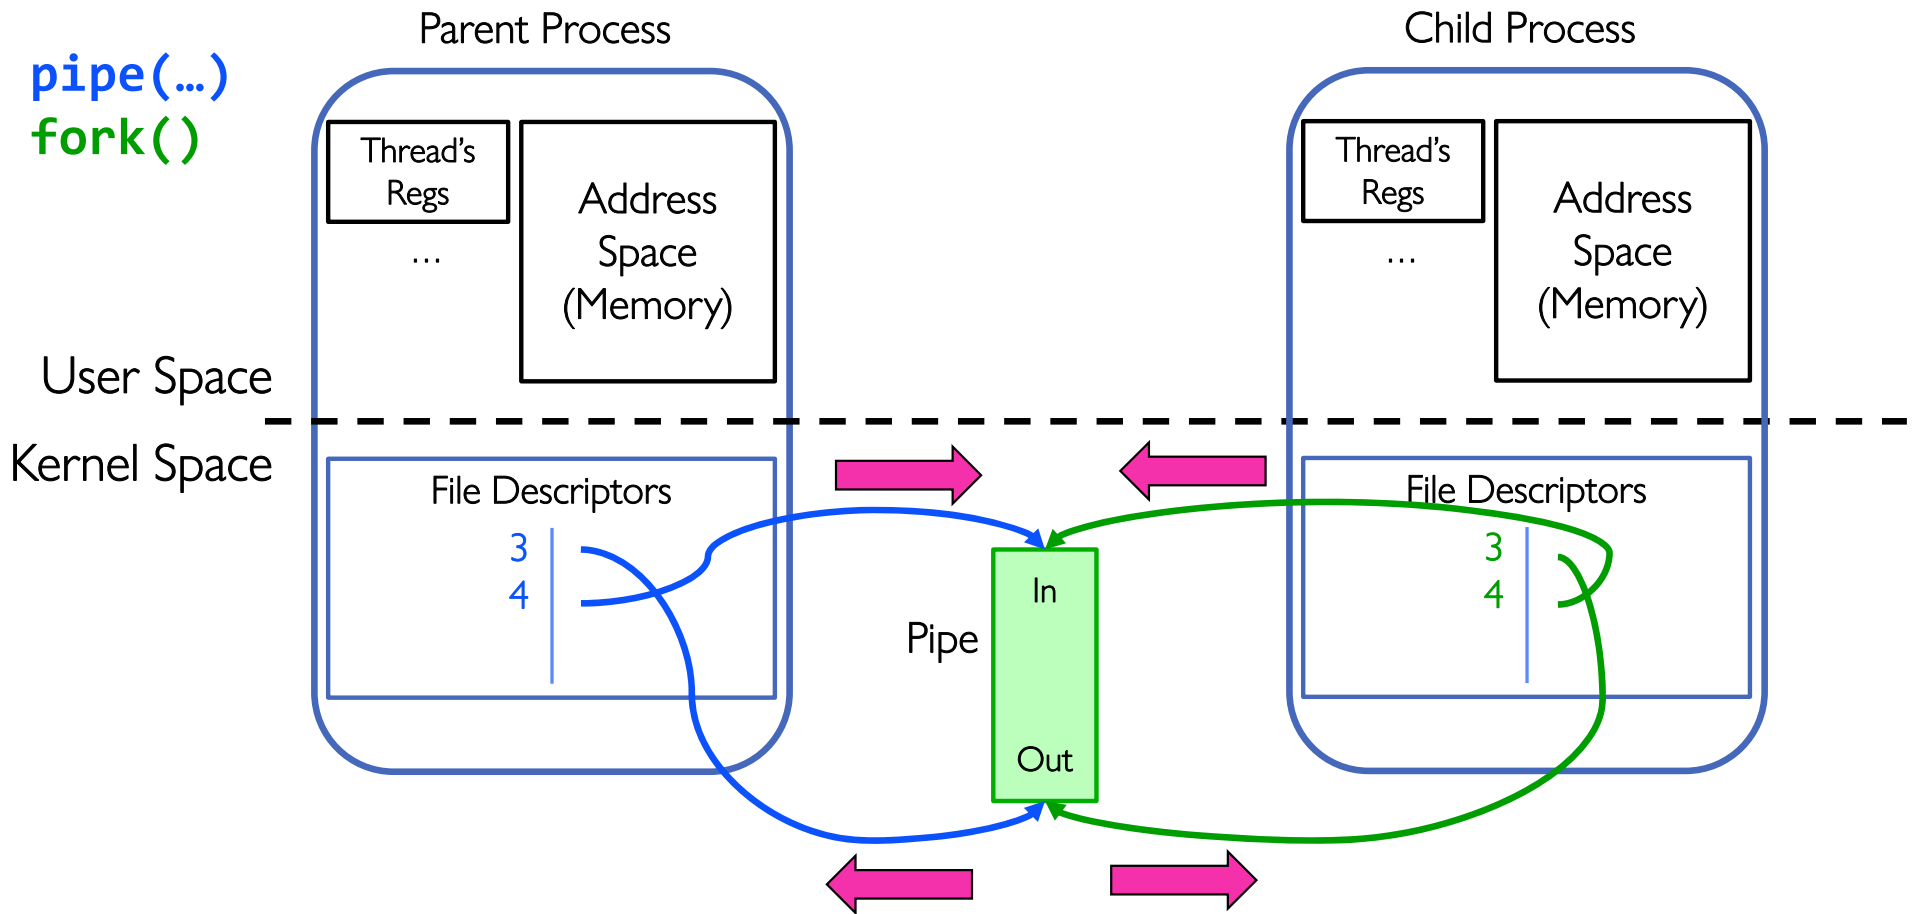 pipe(…)
fork()
Parent Process
Thread's
Regs
…
Address
Space
(Memory)
Child Process
Thread's
Regs
…
Address
Space
(Memory)
User Space
Kernel Space
File Descriptors
3
4
Pipe
In
Out
File Descriptors
3
4